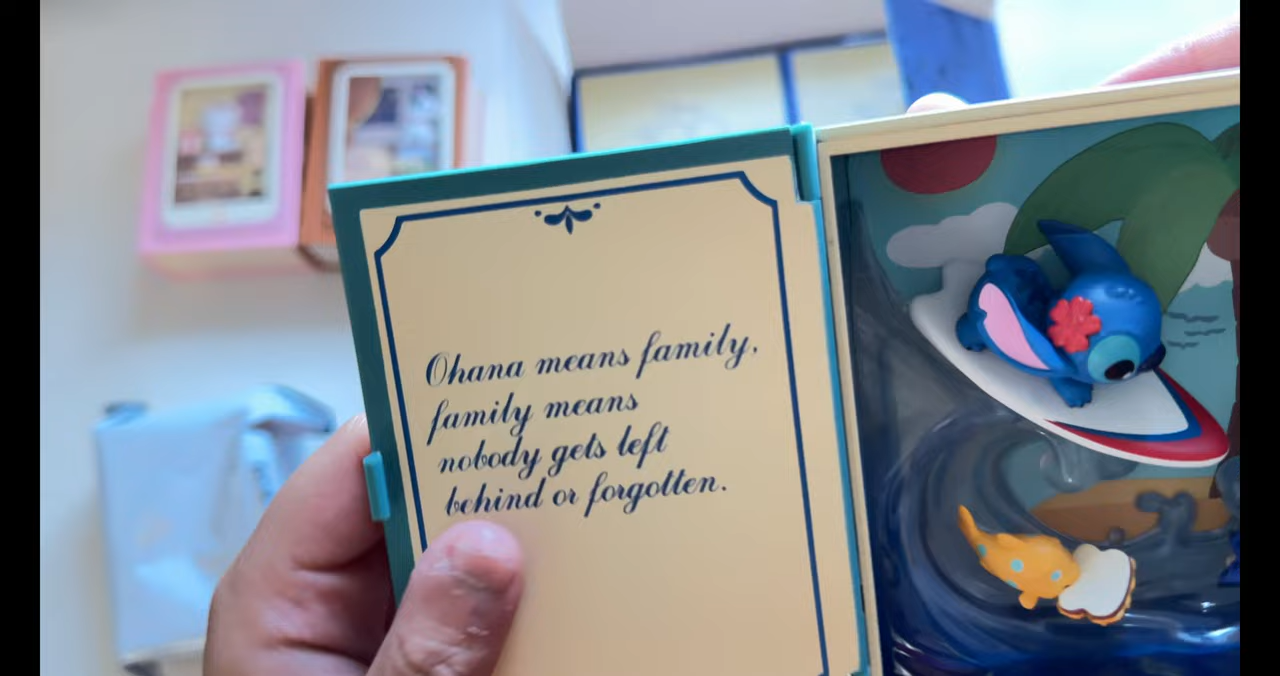 Ohana means family,
family means
nobody gets left
behind or forgotten.